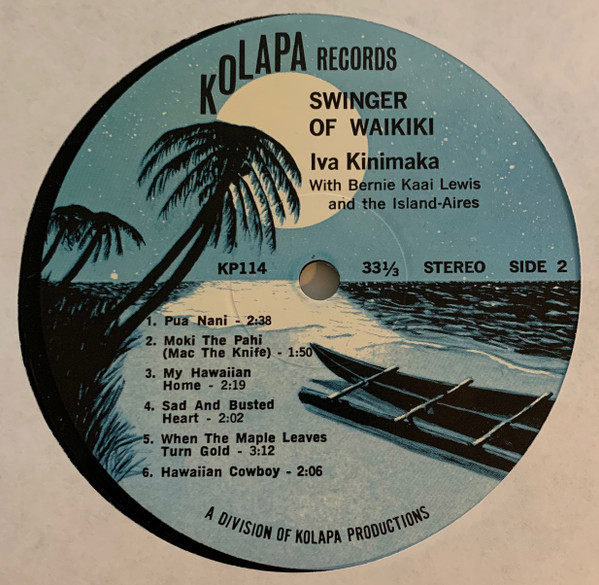 KOLAPA RECORDS
SWINGER
OF WAIKIKI
Iva Kinimaka
With Bernie Kaai Lewis
and the Island-Aires
KP114 33⅓ STEREO SIDE 2
1. Pua Nani - 2:38
2. Moki The Pahi
(Mac The Knife) - 1:50
3. My Hawaiian
Home - 2:19
4. Sad And Busted
Heart - 2:02
5. When The Maple Leaves
Turn Gold - 3:12
6. Hawaiian Cowboy - 2:06
A DIVISION OF KOLAPA PRODUCTIONS